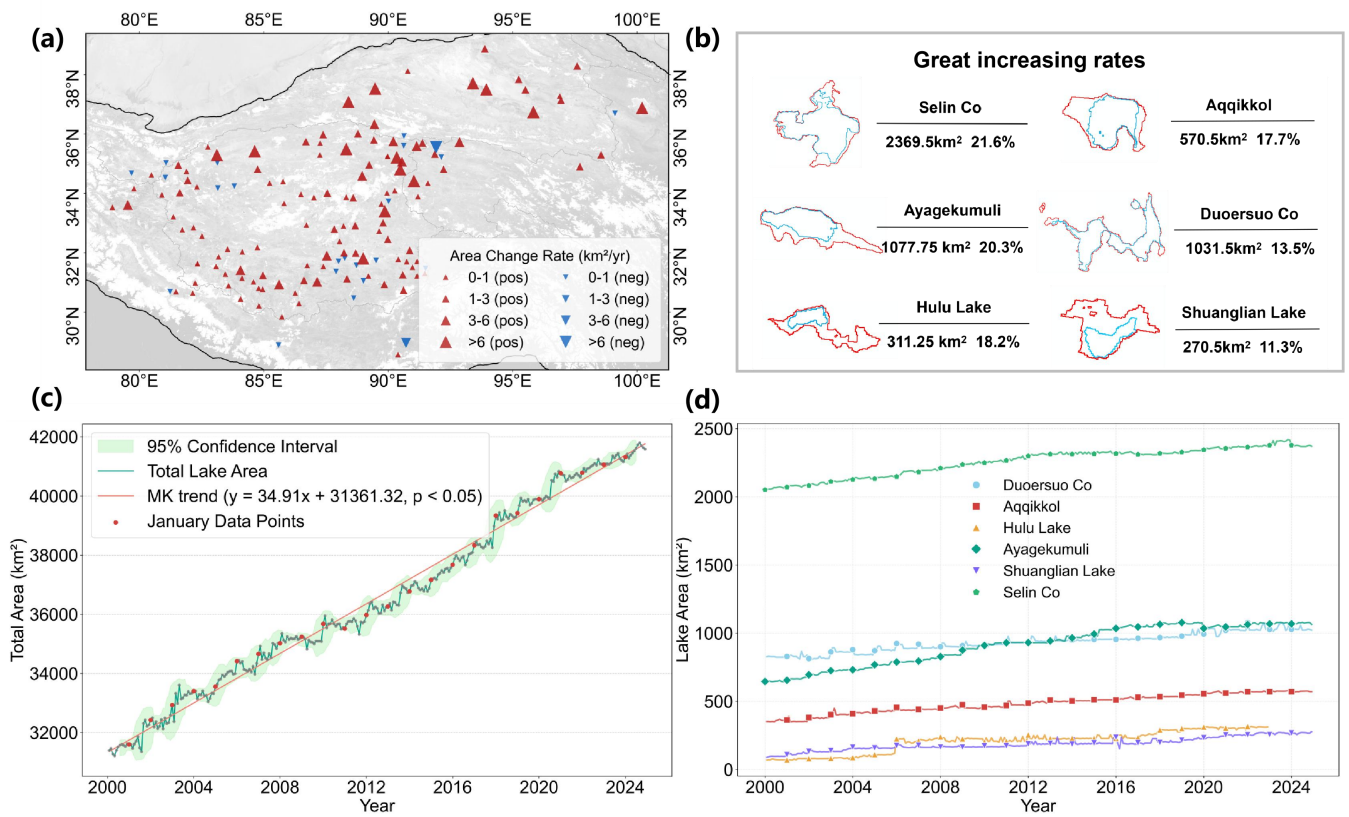 (a)
80°E 85°E 90°E 95°E 100°E
38°N 38°N
36°N 36°N
34°N 34°N
32°N 32°N
30°N 30°N
Area Change Rate (km²/yr)
0-1 (pos) 0-1 (neg)
1-3 (pos) 1-3 (neg)
3-6 (pos) 3-6 (neg)
>6 (pos) >6 (neg)
80°E 85°E 90°E 95°E 100°E
(b)
Great increasing rates
Selin Co
2369.5km² 21.6%
Aqqikkol
570.5km² 17.7%
Ayagekumuli
1077.75 km² 20.3%
Duoersuo Co
1031.5km² 13.5%
Hulu Lake
311.25 km² 18.2%
Shuanglian Lake
270.5km² 11.3%
(c)
Total Area (km²)
42000
40000
38000
36000
34000
32000
95% Confidence Interval
Total Lake Area
MK trend (y = 34.91x + 31361.32, p < 0.05)
January Data Points
2000 2004 2008 2012 2016 2020 2024
Year
(d)
Lake Area (km²)
2500
2000
1500
1000
500
0
Duoersuo Co
Aqqikkol
Hulu Lake
Ayagekumuli
Shuanglian Lake
Selin Co
2000 2004 2008 2012 2016 2020 2024
Year